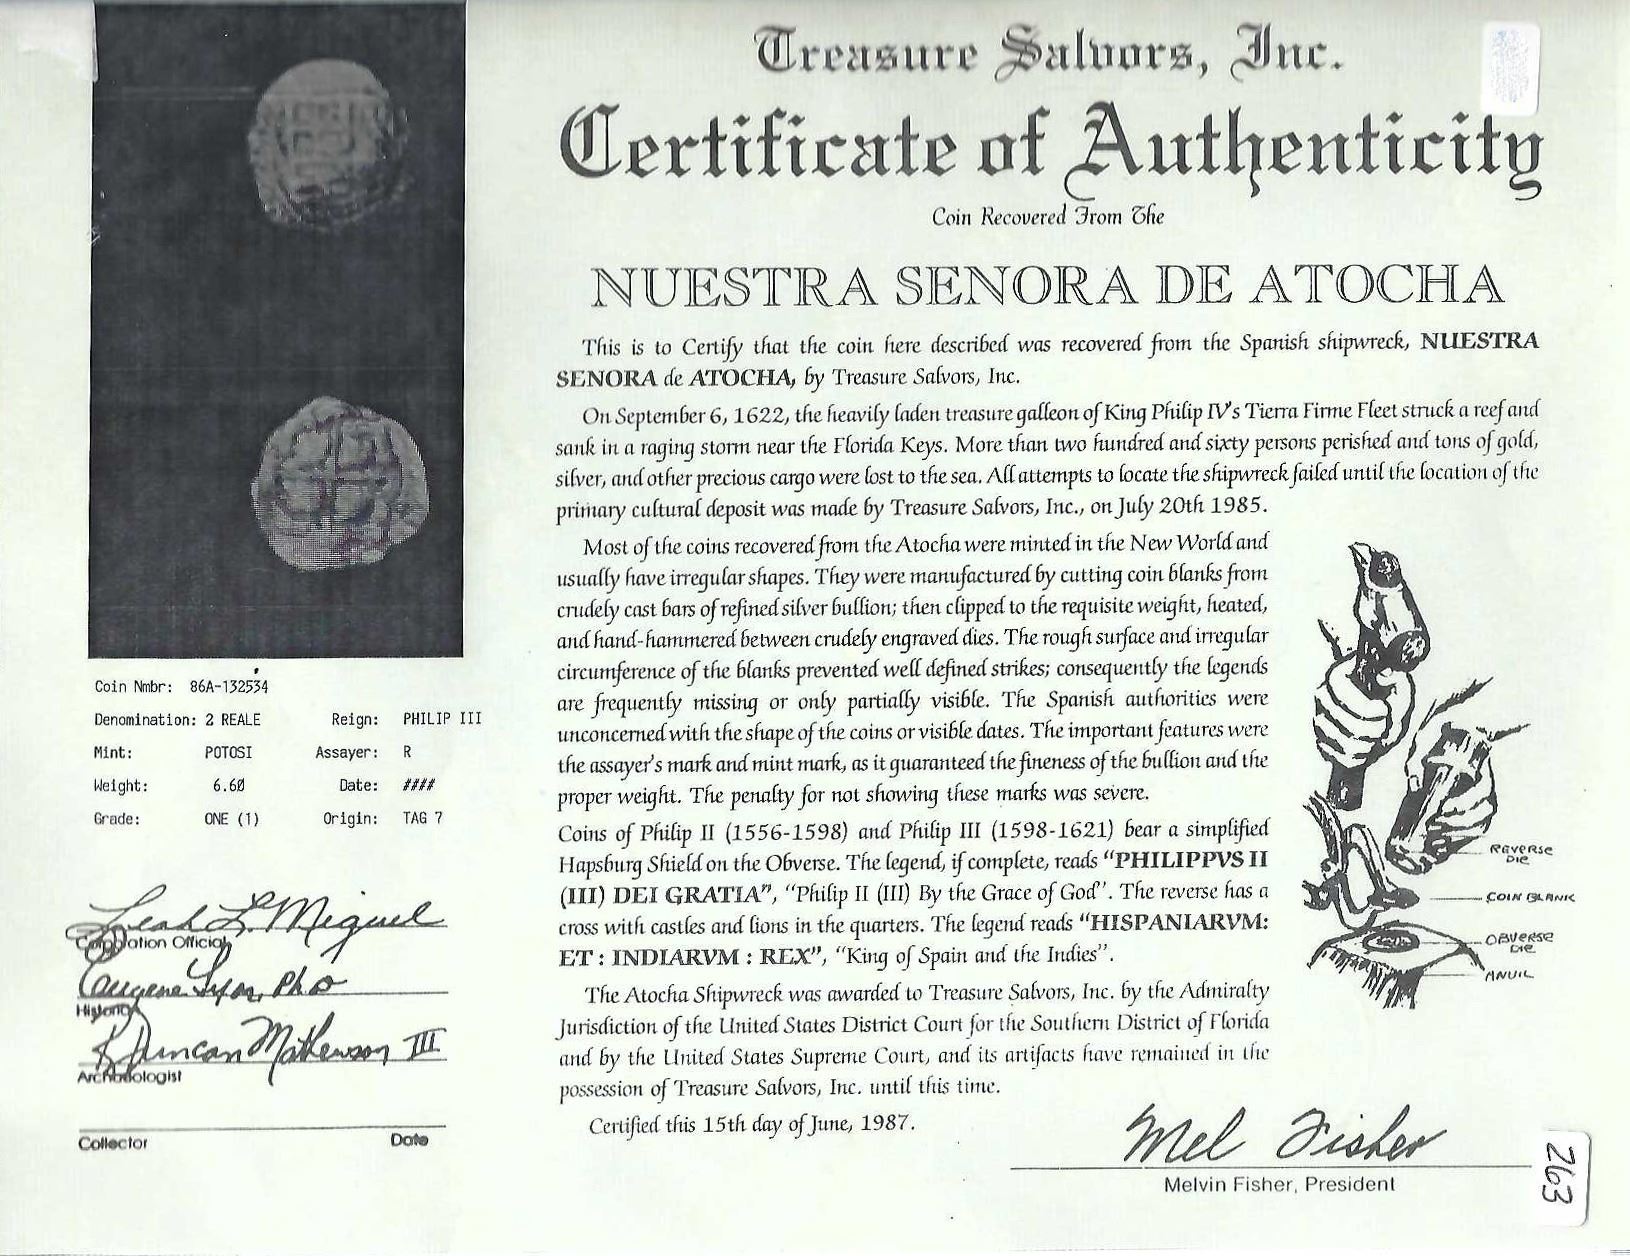 Treasure Salvors, Inc.
Certificate of Authenticity
Coin Recovered From The
NUESTRA SENORA DE ATOCHA
This is to Certify that the coin here described was recovered from the Spanish shipwreck, NUESTRA
SENORA de ATOCHA, by Treasure Salvors, Inc.
On September 6, 1622, the heavily laden treasure galleon of King Philip IV's Tierra Firme Fleet struck a reef and
sank in a raging storm near the Florida Keys. More than two hundred and sixty persons perished and tons of gold,
silver, and other precious cargo were lost to the sea. All attempts to locate the shipwreck failed until the location of the
primary cultural deposit was made by Treasure Salvors, Inc., on July 20th 1985.
Most of the coins recovered from the Atocha were minted in the New World and
usually have irregular shapes. They were manufactured by cutting coin blanks from
crudely cast bars of refined silver bullion; then clipped to the requisite weight, heated,
and hand-hammered between crudely engraved dies. The rough surface and irregular
circumference of the blanks prevented well defined strikes; consequently the legends
are frequently missing or only partially visible. The Spanish authorities were
unconcerned with the shape of the coins or visible dates. The important features were
the assayer's mark and mint mark, as it guaranteed the fineness of the bullion and the
proper weight. The penalty for not showing these marks was severe.
Coins of Philip II (1556-1598) and Philip III (1598-1621) bear a simplified
Hapsburg Shield on the Obverse. The legend, if complete, reads "PHILIPPVS II
(III) DEI GRATIA", "Philip II (III) By the Grace of God". The reverse has a
cross with castles and lions in the quarters. The legend reads "HISPANIARVM:
ET : INDIARVM : REX", "King of Spain and the Indies".
The Atocha Shipwreck was awarded to Treasure Salvors, Inc. by the Admiralty
Jurisdiction of the United States District Court for the Southern District of Florida
and by the United States Supreme Court, and its artifacts have remained in the
possession of Treasure Salvors, Inc. until this time.
Certified this 15th day of June, 1987.
Mel Fisher
Melvin Fisher, President
REVERSE
DIE
COIN BLANK
OBVERSE
DIE
ANVIL
263
Coin Nmbr: 86A-132534
Denomination: 2 REALE Reign: PHILIP III
Mint: POTOSI Assayer: R
Weight: 6.60 Date: ####
Grade: ONE (1) Origin: TAG 7
Leah L. Miguel
Corporation Official
Eugene Lyon, PhD
Historian
R Duncan Mathewson III
Archaeologist
Collector Date